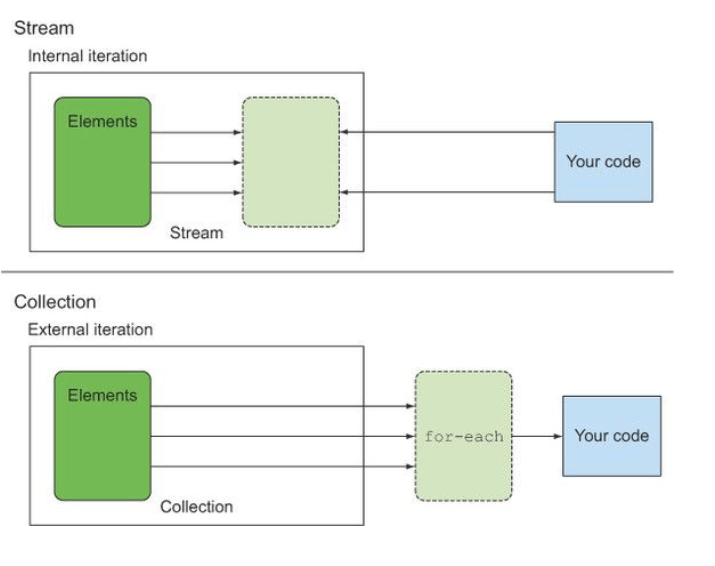 Stream
Internal iteration
Elements
Your code
Stream
Collection
External iteration
Elements
for-each
Your code
Collection